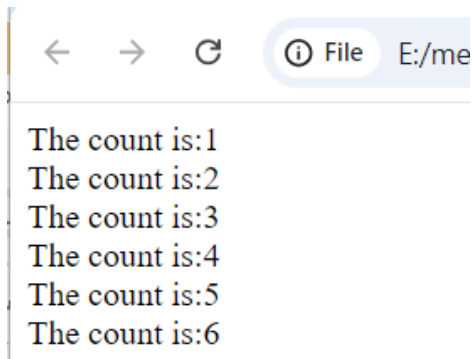 File E:/me
The count is:1
The count is:2
The count is:3
The count is:4
The count is:5
The count is:6